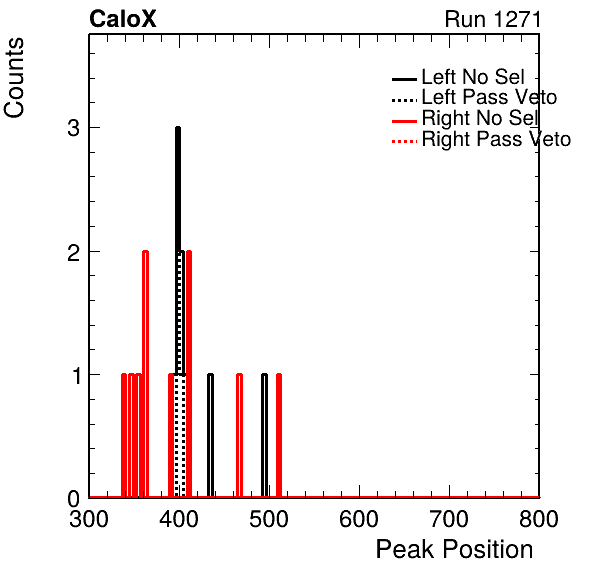 CaloX Run 1271
Counts
Left No Sel
Left Pass Veto
Right No Sel
Right Pass Veto
3
2
1
0
300 400 500 600 700 800
Peak Position